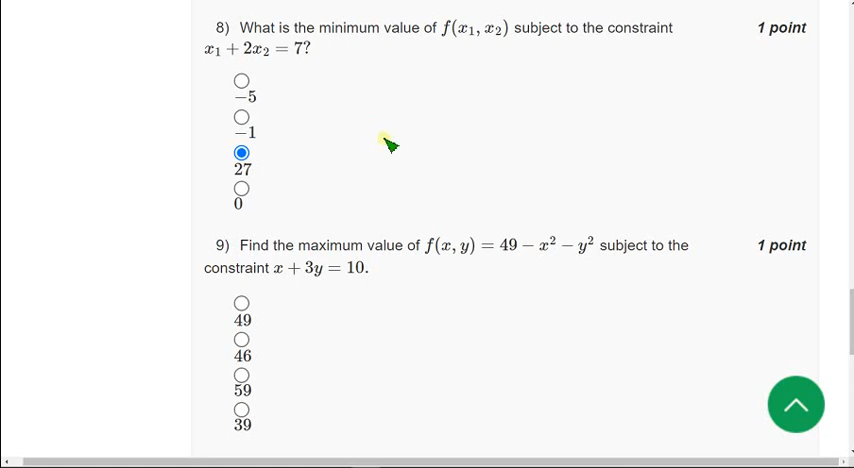 8) What is the minimum value of f(x₁, x₂) subject to the constraint 1 point
x₁ + 2x₂ = 7?
−5
−1
27
0
9) Find the maximum value of f(x, y) = 49 − x² − y² subject to the 1 point
constraint x + 3y = 10.
49
46
59
39